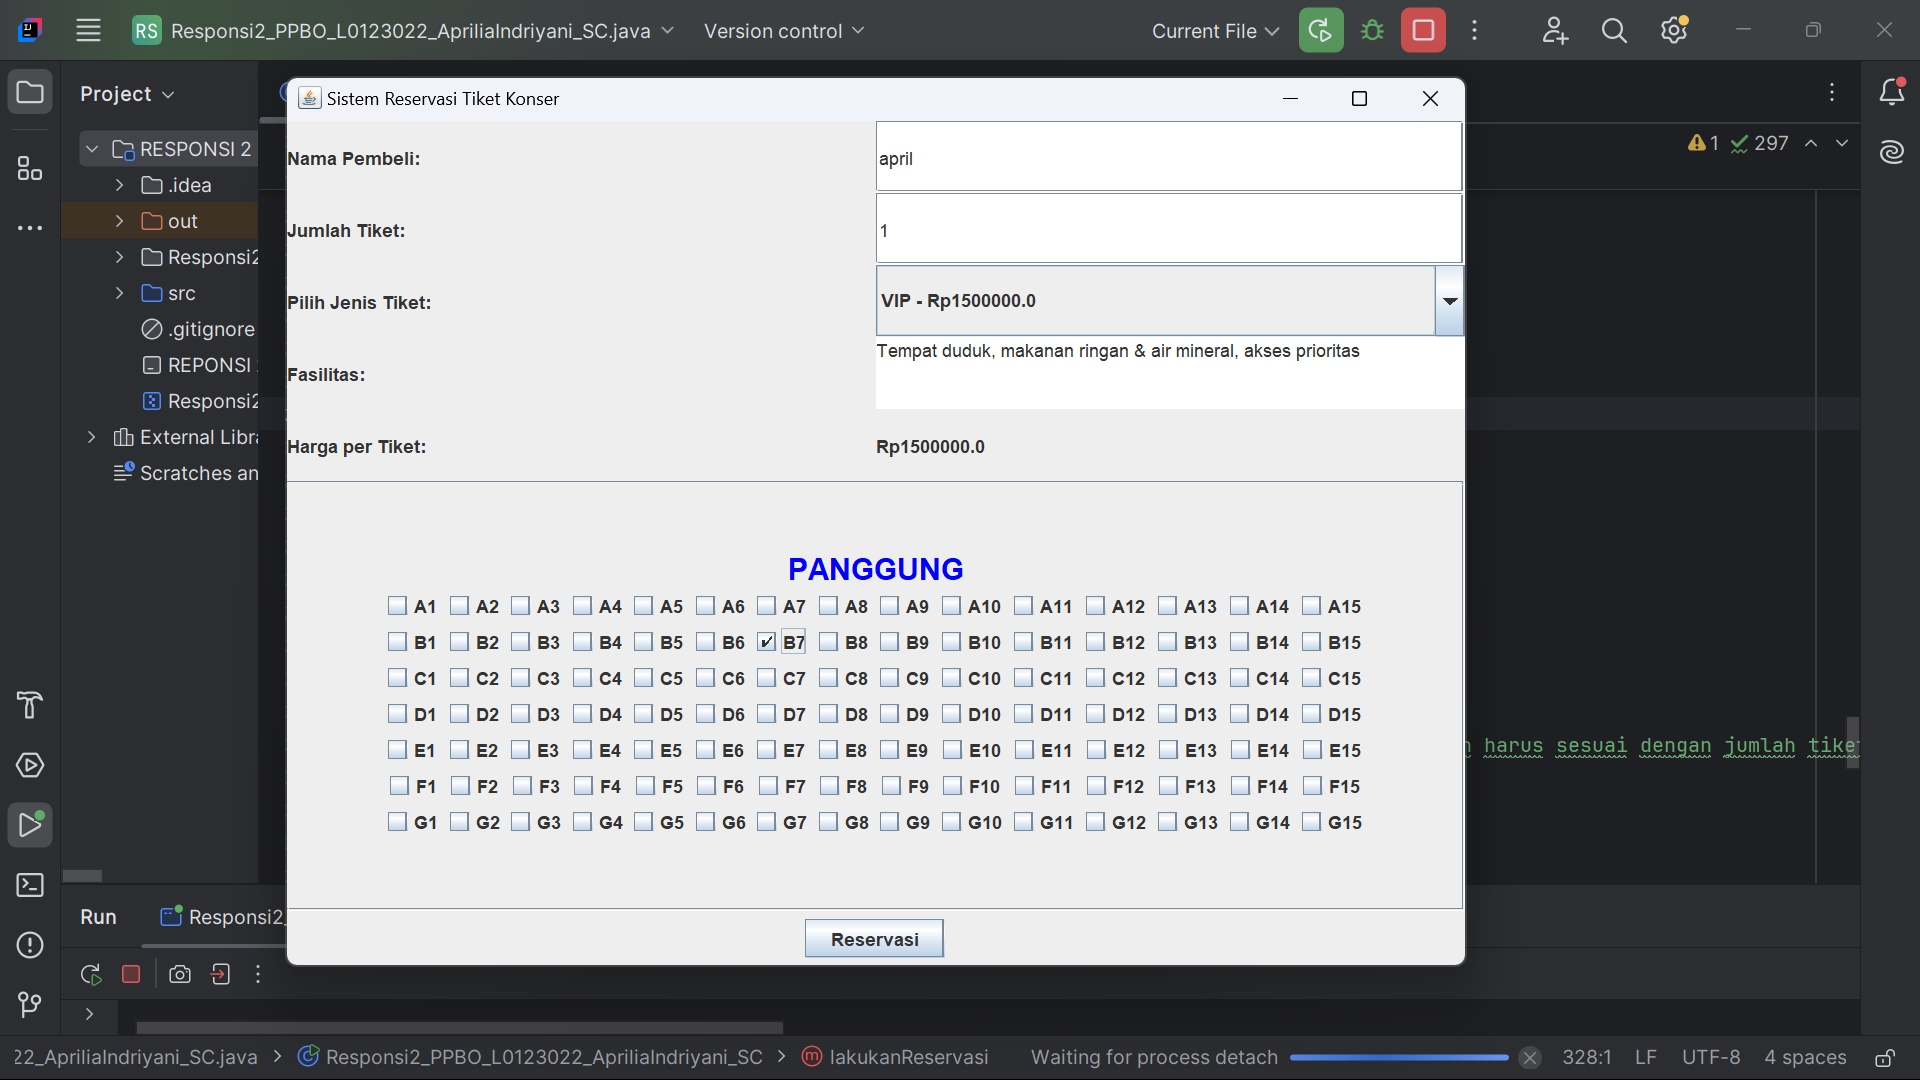 RS Responsi2_PPBO_L0123022_AprilialIndriyani_SC.java Version control Current File
Project
Sistem Reservasi Tiket Konser
1 297
RESPONSI 2
.idea
out
Responsi2
src
.gitignore
REPONSI
Responsi2
External Libra
Scratches an
Nama Pembeli: april
Jumlah Tiket: 1
Pilih Jenis Tiket: VIP - Rp1500000.0
Fasilitas: Tempat duduk, makanan ringan & air mineral, akses prioritas
Harga per Tiket: Rp1500000.0
PANGGUNG
A1 A2 A3 A4 A5 A6 A7 A8 A9 A10 A11 A12 A13 A14 A15
B1 B2 B3 B4 B5 B6 B7 B8 B9 B10 B11 B12 B13 B14 B15
C1 C2 C3 C4 C5 C6 C7 C8 C9 C10 C11 C12 C13 C14 C15
D1 D2 D3 D4 D5 D6 D7 D8 D9 D10 D11 D12 D13 D14 D15
E1 E2 E3 E4 E5 E6 E7 E8 E9 E10 E11 E12 E13 E14 E15
F1 F2 F3 F4 F5 F6 F7 F8 F9 F10 F11 F12 F13 F14 F15
G1 G2 G3 G4 G5 G6 G7 G8 G9 G10 G11 G12 G13 G14 G15
harus sesuai dengan jumlah tike
Reservasi
Run Responsi2_
22_AprilialIndriyani_SC.java Responsi2_PPBO_L0123022_AprilialIndriyani_SC lakukanReservasi Waiting for process detach 328:1 LF UTF-8 4 spaces